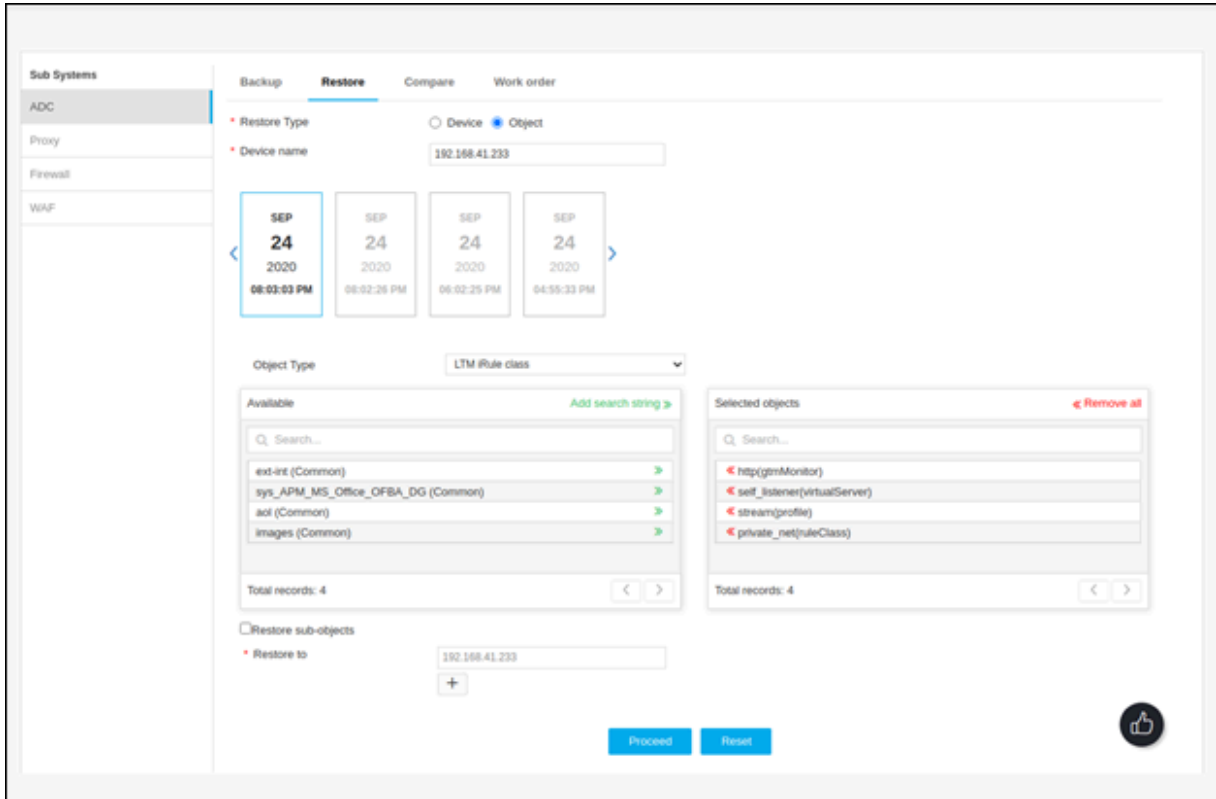 Sub Systems
ADC
Proxy
Firewall
WAF
Backup Restore Compare Work order
* Restore Type Device Object
* Device name 192.168.41.233
SEP SEP SEP SEP
24 24 24 24
2020 2020 2020 2020
08:03:03 PM 08:02:26 PM 06:02:25 PM 04:55:33 PM
Object Type LTM iRule class
Available Add search string Selected objects Remove all
Search... Search...
ext-int (Common) http(gtmMonitor)
sys_APM_MS_Office_OFBA_DG (Common) self_listener(virtualServer)
aol (Common) stream(profile)
images (Common) private_net(ruleClass)
Total records: 4 Total records: 4
Restore sub-objects
* Restore to 192.168.41.233
+
Proceed Reset